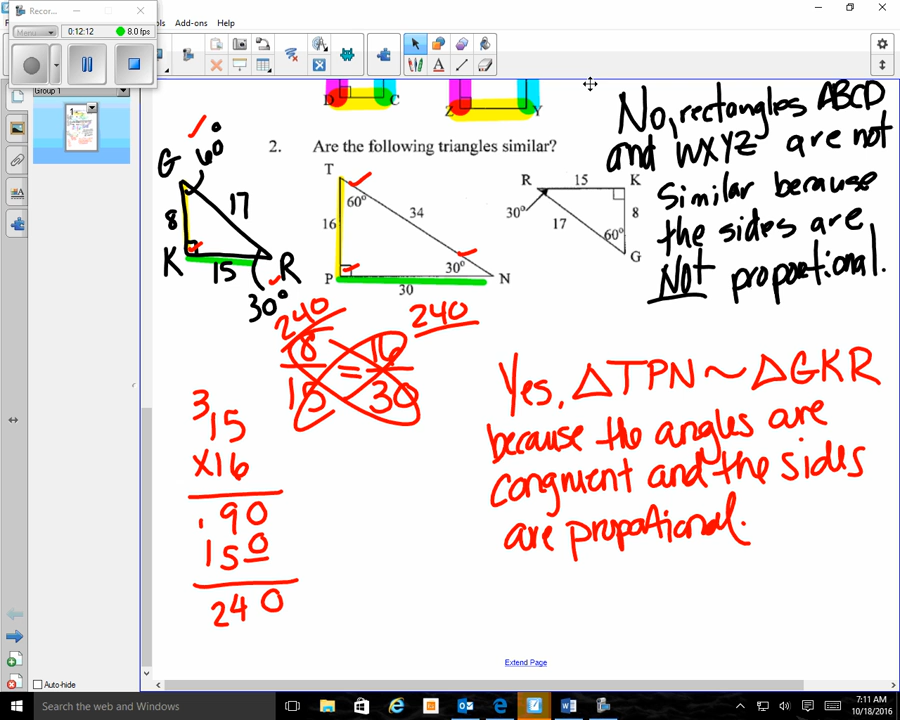 Recor...
Menu
0:12:12
8.0 fps
ols Add-ons Help
Group 1
1
D C
Z Y
No, rectangles ABCD
and WXYZ are not
similar because
the sides are
NOT proportional.
2. Are the following triangles similar?
G 60°
8 17
K 15 R
30°
T
60°
16 34
30°
P 30 N
R 15 K
30° 8
17 60°
G
240 240
8 = 16
15 30
Yes, △TPN ~ △GKR
because the angles are
congruent and the sides
are proportional.
3
15
x16
90
150
240
Extend Page
Auto-hide
Search the web and Windows
7:11 AM
10/18/2016